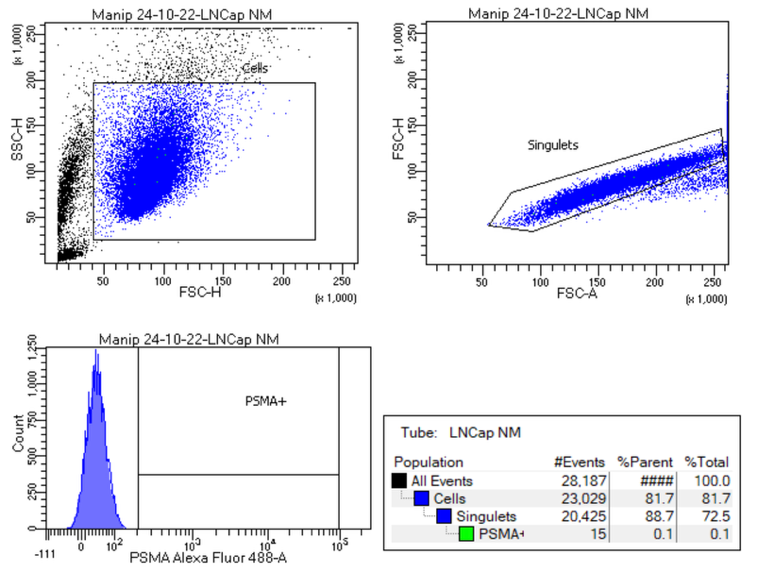 Manip 24-10-22-LNCap NM
SSC-H
(x 1,000)
50 100 150 200 250
Cells
50 100 150 200 250
FSC-H
(x 1,000)
Manip 24-10-22-LNCap NM
FSC-H
(x 1,000)
50 100 150 200 250
Singulets
50 100 150 200 250
FSC-A
(x 1,000)
Manip 24-10-22-LNCap NM
Count
0 250 500 750 1,000 1,250
PSMA+
-111 0 10² 10³ 10⁴ 10⁵
PSMA Alexa Fluor 488-A
Tube: LNCap NM
Population #Events %Parent %Total
All Events 28,187 #### 100.0
Cells 23,029 81.7 81.7
Singulets 20,425 88.7 72.5
PSMA+ 15 0.1 0.1